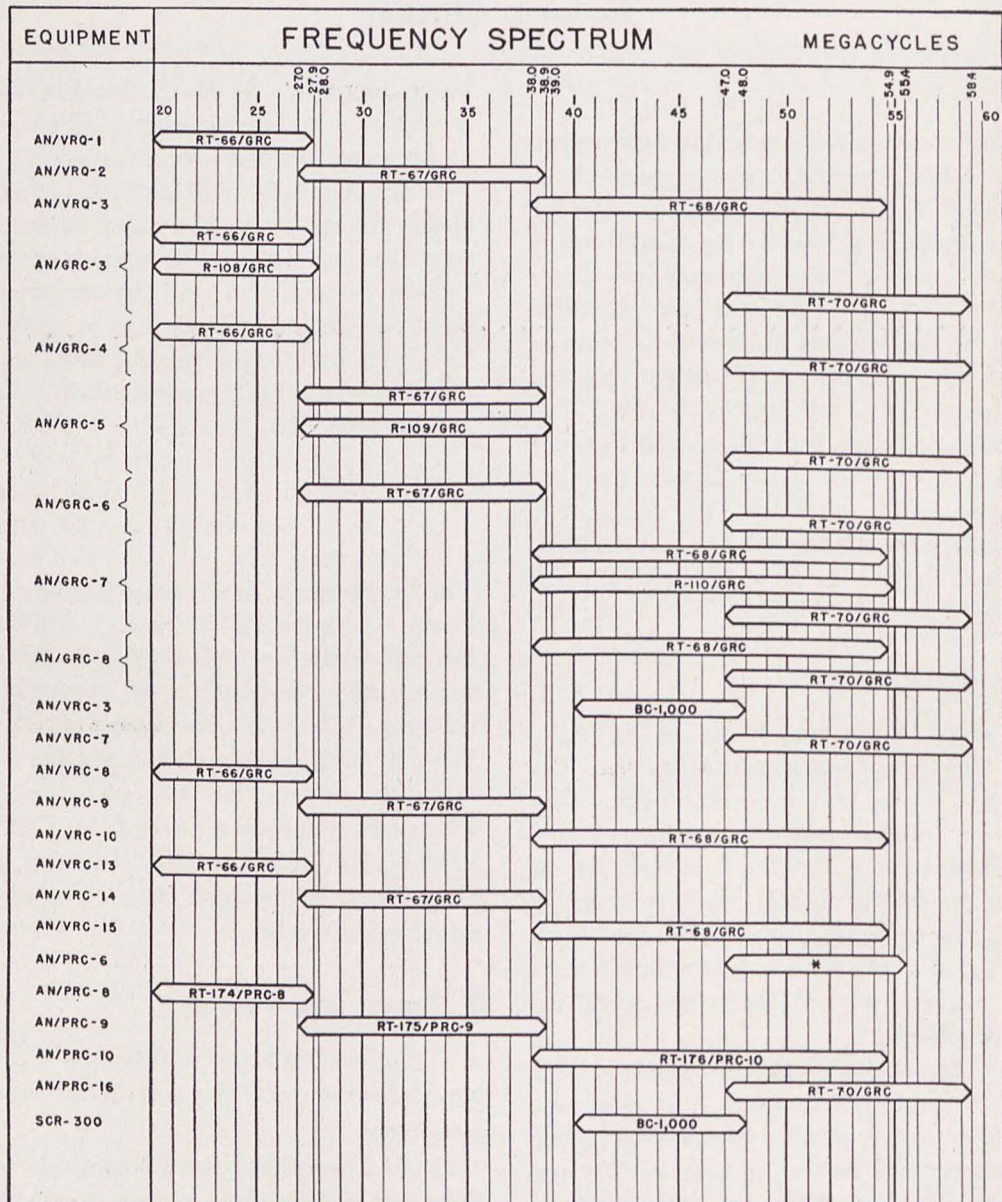 EQUIPMENT FREQUENCY SPECTRUM MEGACYCLES
27.0 27.9 28.0 38.0 38.9 39.0 47.0 48.0 54.9 55.4 58.4
20 25 30 35 40 45 50 55 60
AN/VRQ-1 RT-66/GRC
AN/VRQ-2 RT-67/GRC
AN/VRQ-3 RT-68/GRC
RT-66/GRC
AN/GRC-3 R-108/GRC
RT-70/GRC
RT-66/GRC
AN/GRC-4
RT-70/GRC
RT-67/GRC
AN/GRC-5 R-109/GRC
RT-70/GRC
RT-67/GRC
AN/GRC-6
RT-70/GRC
RT-68/GRC
AN/GRC-7 R-110/GRC
RT-70/GRC
RT-68/GRC
AN/GRC-8
RT-70/GRC
AN/VRC-3 BC-1,000
AN/VRC-7 RT-70/GRC
AN/VRC-8 RT-66/GRC
AN/VRC-9 RT-67/GRC
AN/VRC-10 RT-68/GRC
AN/VRC-13 RT-66/GRC
AN/VRC-14 RT-67/GRC
AN/VRC-15 RT-68/GRC
AN/PRC-6 *
AN/PRC-8 RT-174/PRC-8
AN/PRC-9 RT-175/PRC-9
AN/PRC-10 RT-176/PRC-10
AN/PRC-16 RT-70/GRC
SCR-300 BC-1,000